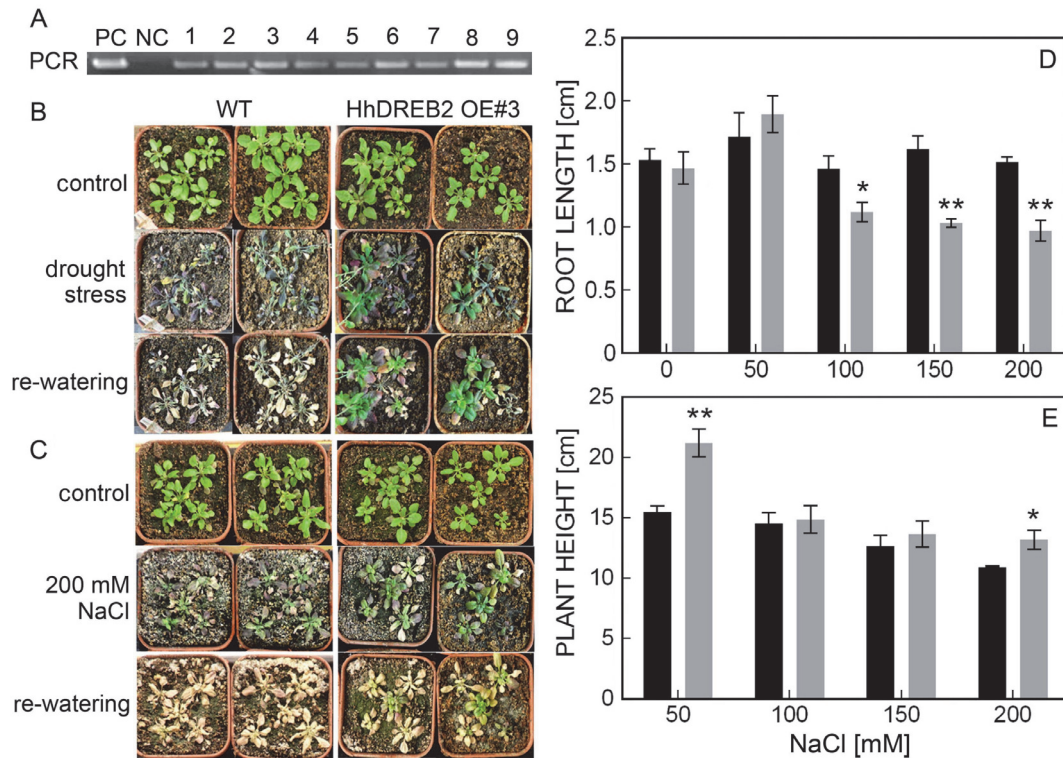 A
PC NC 1 2 3 4 5 6 7 8 9
PCR
B
WT HhDREB2 OE#3
control
drought
stress
re-watering
C
control
200 mM
NaCl
re-watering
D
2.5
2.0
1.5
1.0
0.5
0
ROOT LENGTH [cm]
* ** **
0 50 100 150 200
E
25
20
15
10
5
0
PLANT HEIGHT [cm]
** *
50 100 150 200
NaCl [mM]